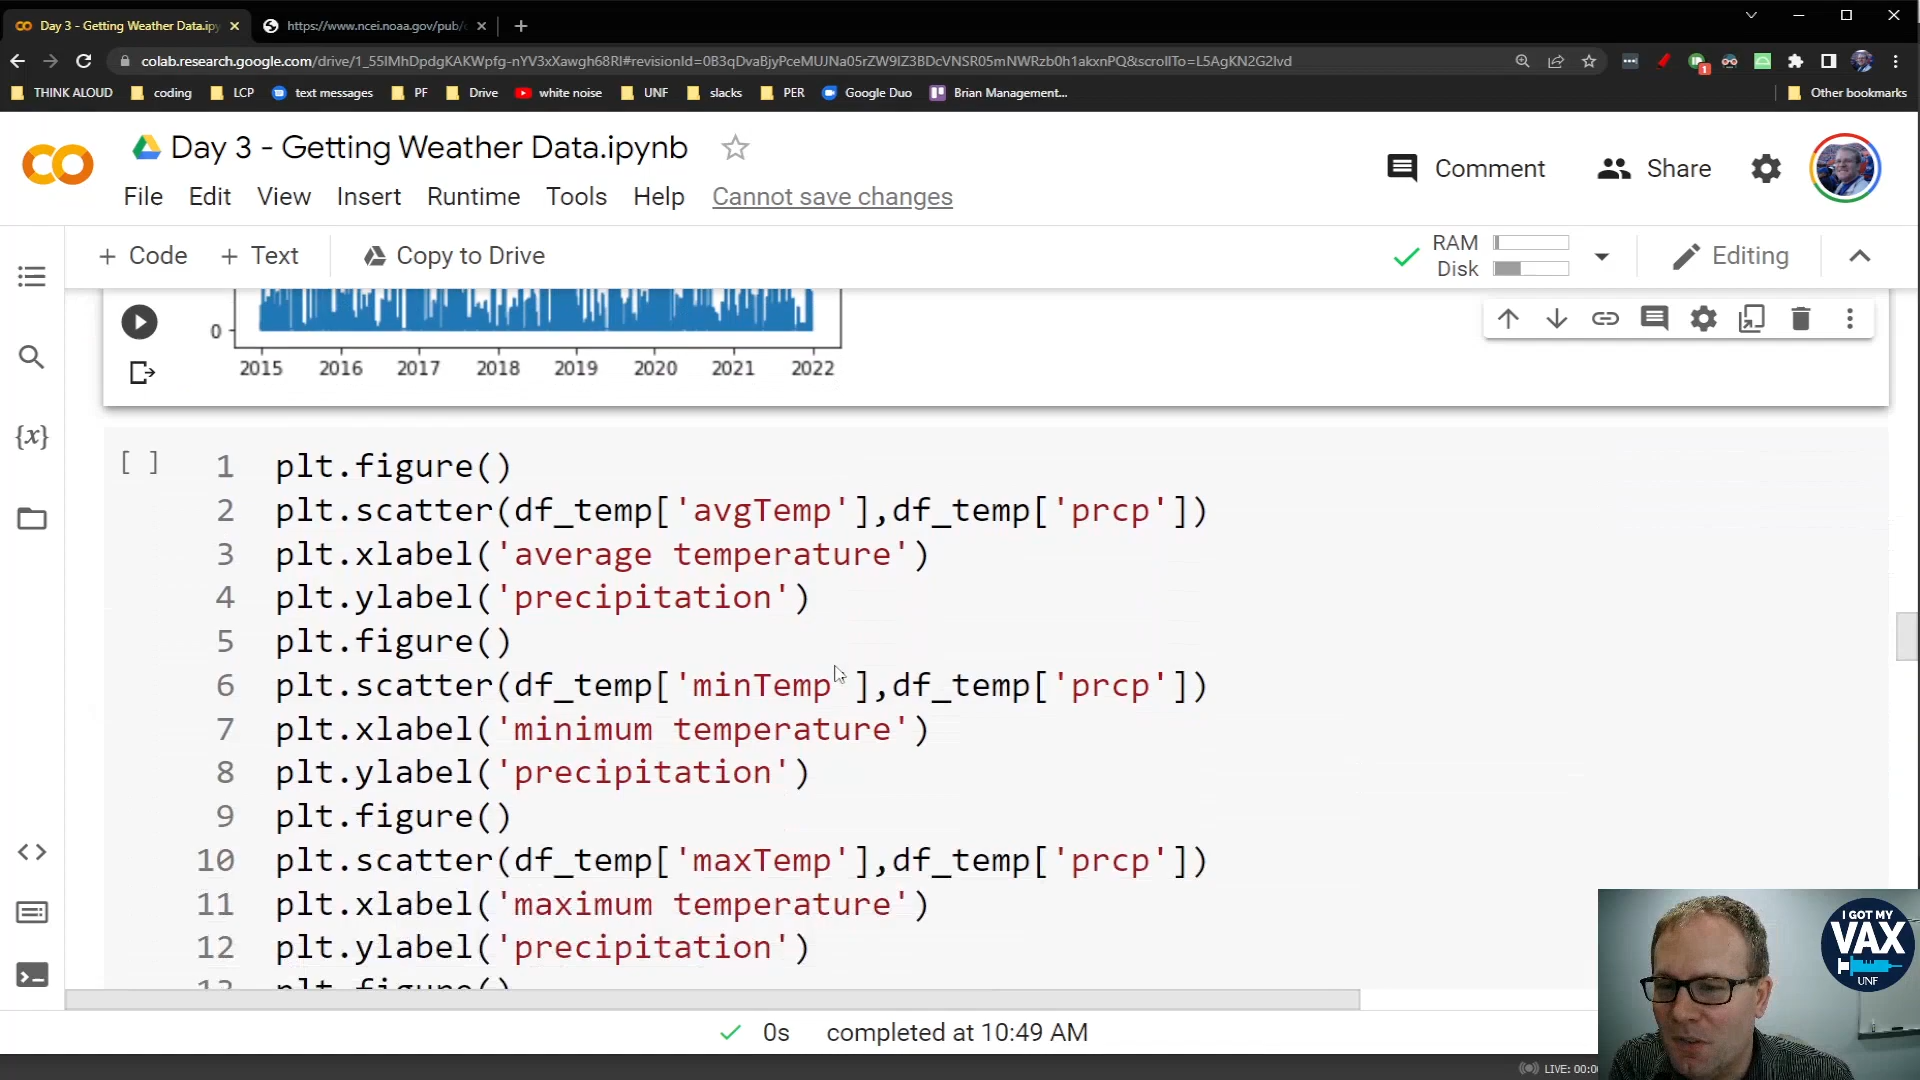 Day 3 - Getting Weather Data.ipy
https://www.ncei.noaa.gov/pub/
colab.research.google.com/drive/1_55IMhDpdgKAKWpfg-nYV3xXawgh68RI#revisionId=0B3qDvaBjyPceMUJNa05rZW9IZ3BDcVNSR05mNWRzb0h1akxnPQ&scrollTo=L5AgKN2G2Ivd
THINK ALOUD coding LCP text messages PF Drive white noise UNF slacks PER Google Duo Brian Management... Other bookmarks
Day 3 - Getting Weather Data.ipynb
Comment Share
File Edit View Insert Runtime Tools Help Cannot save changes
+ Code + Text Copy to Drive
RAM
Disk
Editing
0
2015 2016 2017 2018 2019 2020 2021 2022
[ ]
1 plt.figure()
2 plt.scatter(df_temp['avgTemp'],df_temp['prcp'])
3 plt.xlabel('average temperature')
4 plt.ylabel('precipitation')
5 plt.figure()
6 plt.scatter(df_temp['minTemp'],df_temp['prcp'])
7 plt.xlabel('minimum temperature')
8 plt.ylabel('precipitation')
9 plt.figure()
10 plt.scatter(df_temp['maxTemp'],df_temp['prcp'])
11 plt.xlabel('maximum temperature')
12 plt.ylabel('precipitation')
13 plt.figure()
0s completed at 10:49 AM
I GOT MY
VAX
UNF
LIVE: 00:0